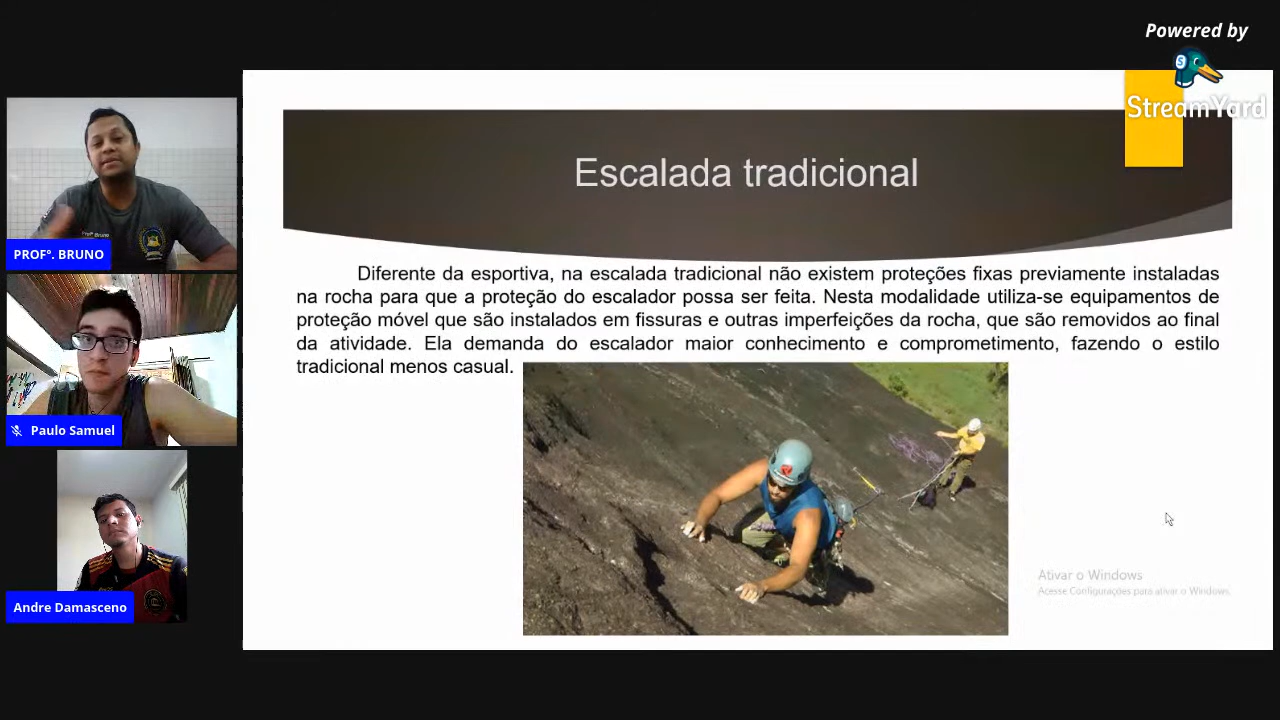 Powered by
StreamYard
Escalada tradicional
Diferente da esportiva, na escalada tradicional não existem proteções fixas previamente instaladas
na rocha para que a proteção do escalador possa ser feita. Nesta modalidade utiliza-se equipamentos de
proteção móvel que são instalados em fissuras e outras imperfeições da rocha, que são removidos ao final
da atividade. Ela demanda do escalador maior conhecimento e comprometimento, fazendo o estilo
tradicional menos casual.
PROFº. BRUNO
Paulo Samuel
Andre Damasceno
Ativar o Windows
Acesse Configurações para ativar o Windows.